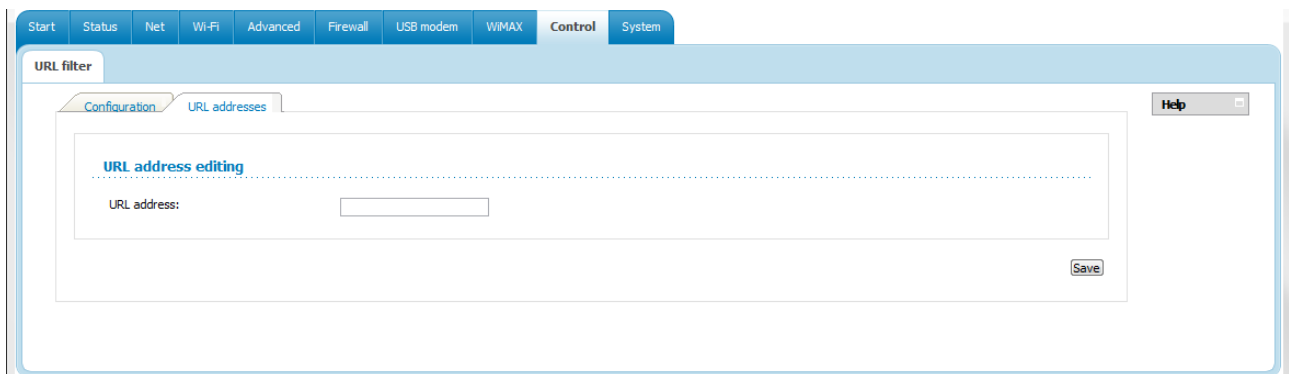 Start Status Net Wi-Fi Advanced Firewall USB modem WiMAX Control System
URL filter
Configuration URL addresses
Help
URL address editing
URL address:
Save